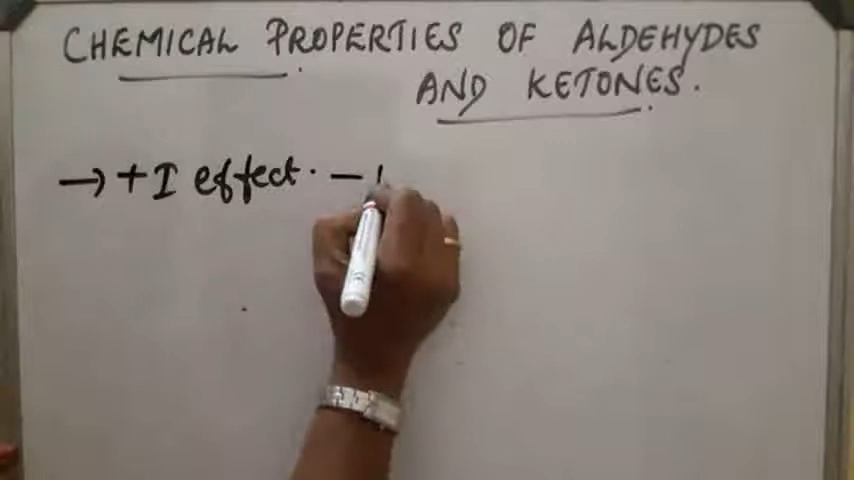 CHEMICAL PROPERTIES OF ALDEHYDES
AND KETONES.
→ + I effect. –